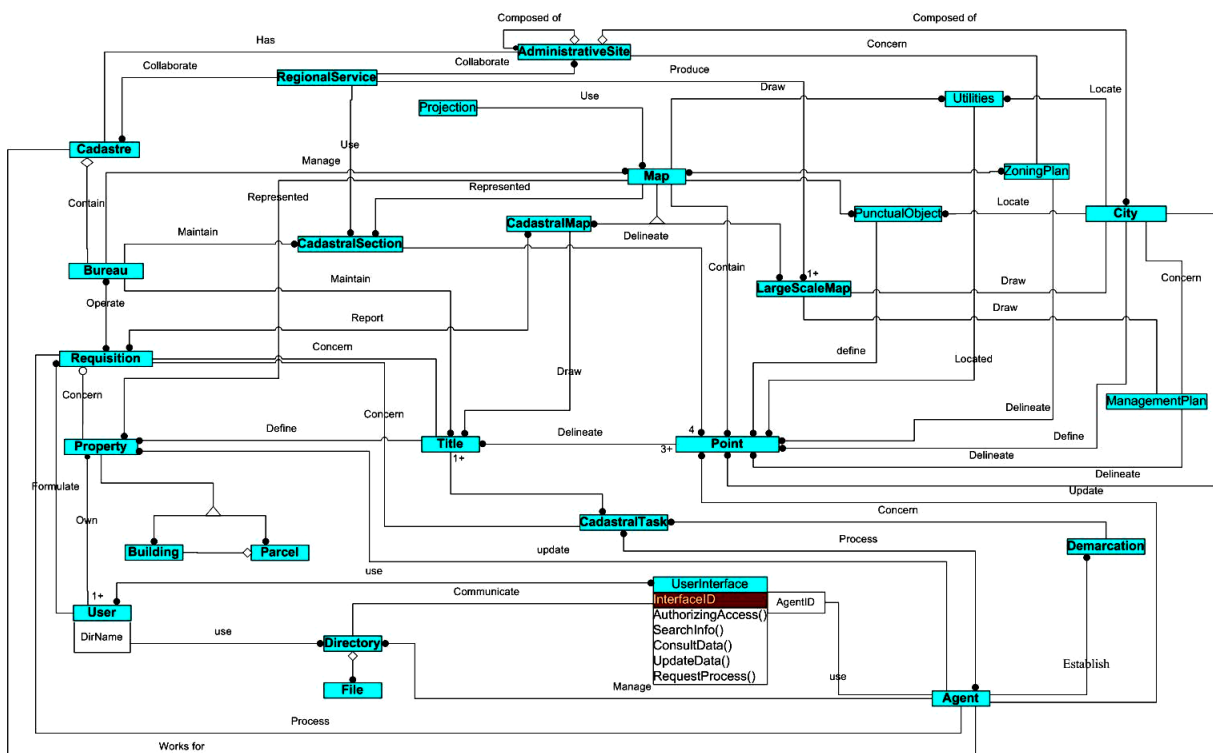 Composed of
Composed of
Has
AdministrativeSite
Concern
Collaborate
Collaborate
RegionalService
Produce
Use
Draw
Utilities
Projection
Locate
Use
Cadastre
Manage
Map
ZoningPlan
Represented
Represented
Contain
CadastralMap
PunctualObject
Locate
City
Maintain
CadastralSection
Delineate
Bureau
Maintain
Contain
1+
Concern
LargeScaleMap
Draw
Operate
Draw
Report
Requisition
Concern
define
Located
Draw
Concern
Concern
ManagementPlan
Define
Delineate
4
Define
Property
Title
3+
Point
1+
Delineate
Delineate
Formulate
Update
Own
Concern
CadastralTask
Building
Parcel
update
Process
Demarcation
use
UserInterface
1+
Communicate
InterfaceID
AgentID
User
AuthorizingAccess()
DirName
use
SearchInfo()
Directory
ConsultData()
UpdateData()
Establish
RequestProcess()
use
File
Manage
Agent
Process
Works for